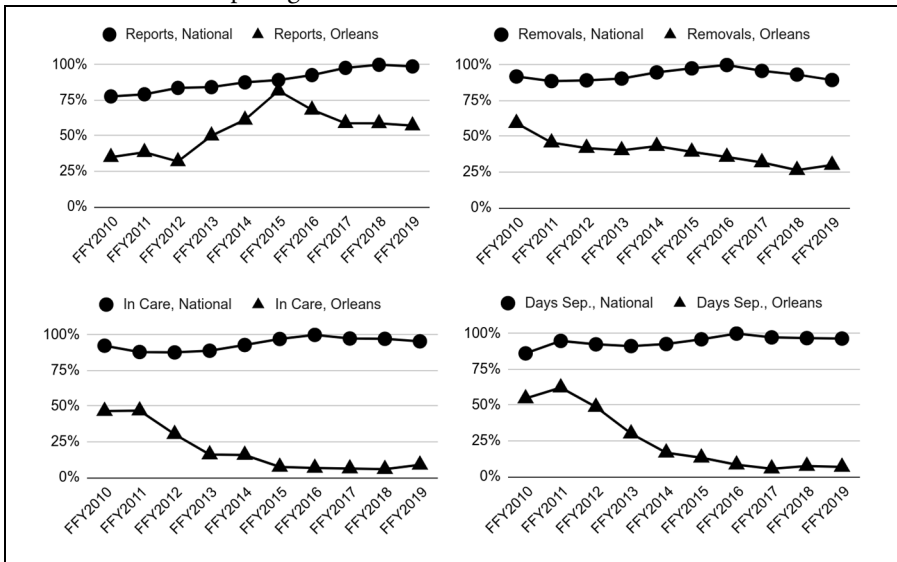 Reports, National Reports, Orleans
100%
75%
50%
25%
0%
FFY2010 FFY2011 FFY2012 FFY2013 FFY2014 FFY2015 FFY2016 FFY2017 FFY2018 FFY2019
Removals, National Removals, Orleans
100%
75%
50%
25%
0%
FFY2010 FFY2011 FFY2012 FFY2013 FFY2014 FFY2015 FFY2016 FFY2017 FFY2018 FFY2019
In Care, National In Care, Orleans
100%
75%
50%
25%
0%
FFY2010 FFY2011 FFY2012 FFY2013 FFY2014 FFY2015 FFY2016 FFY2017 FFY2018 FFY2019
Days Sep., National Days Sep., Orleans
100%
75%
50%
25%
0%
FFY2010 FFY2011 FFY2012 FFY2013 FFY2014 FFY2015 FFY2016 FFY2017 FFY2018 FFY2019